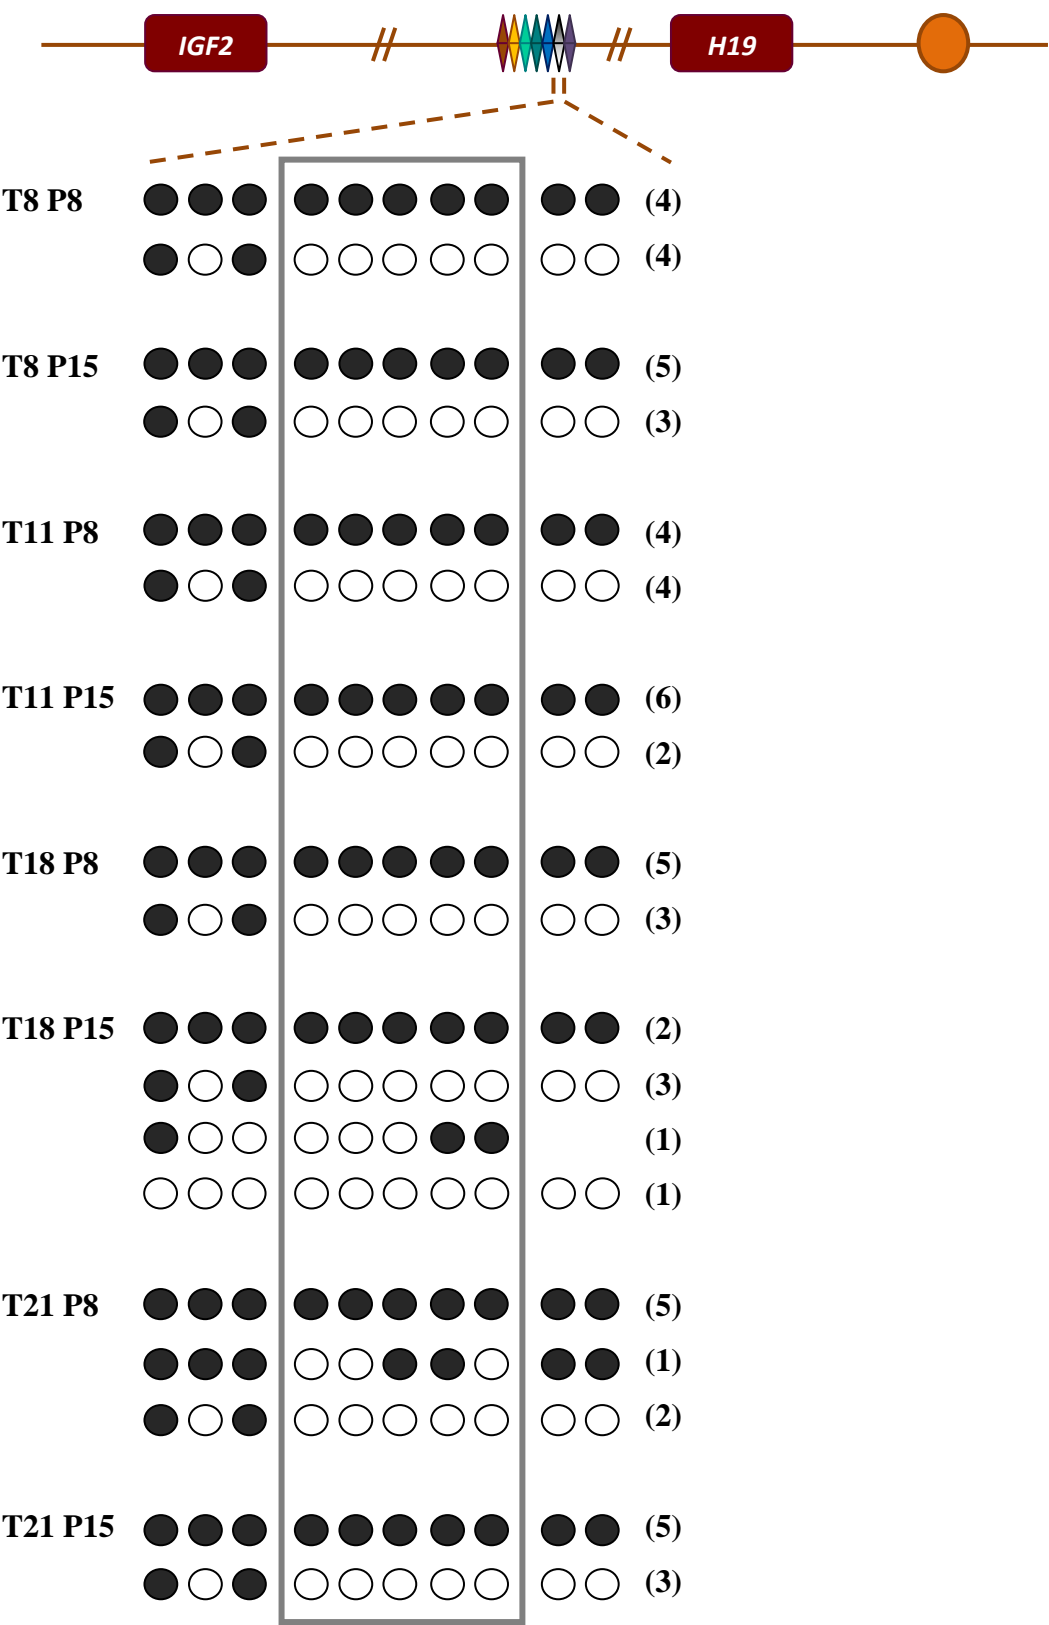 IGF2 H19
T8 P8 (4)
(4)
T8 P15 (5)
(3)
T11 P8 (4)
(4)
T11 P15 (6)
(2)
T18 P8 (5)
(3)
T18 P15 (2)
(3)
(1)
(1)
T21 P8 (5)
(1)
(2)
T21 P15 (5)
(3)